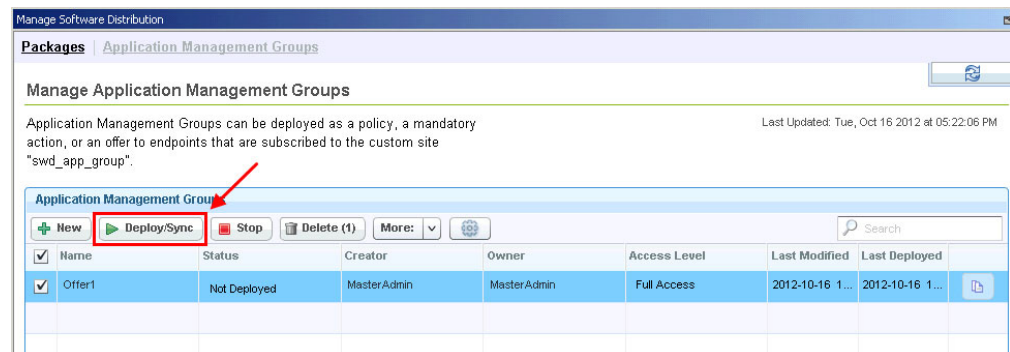 Manage Software Distribution
Packages | Application Management Groups
Manage Application Management Groups
Application Management Groups can be deployed as a policy, a mandatory
action, or an offer to endpoints that are subscribed to the custom site
"swd_app_group".
Last Updated: Tue, Oct 16 2012 at 05:22:06 PM
Application Management Group
New Deploy/Sync Stop Delete (1) More: Search
Name Status Creator Owner Access Level Last Modified Last Deployed
Offer1 Not Deployed MasterAdmin MasterAdmin Full Access 2012-10-16 1... 2012-10-16 1...